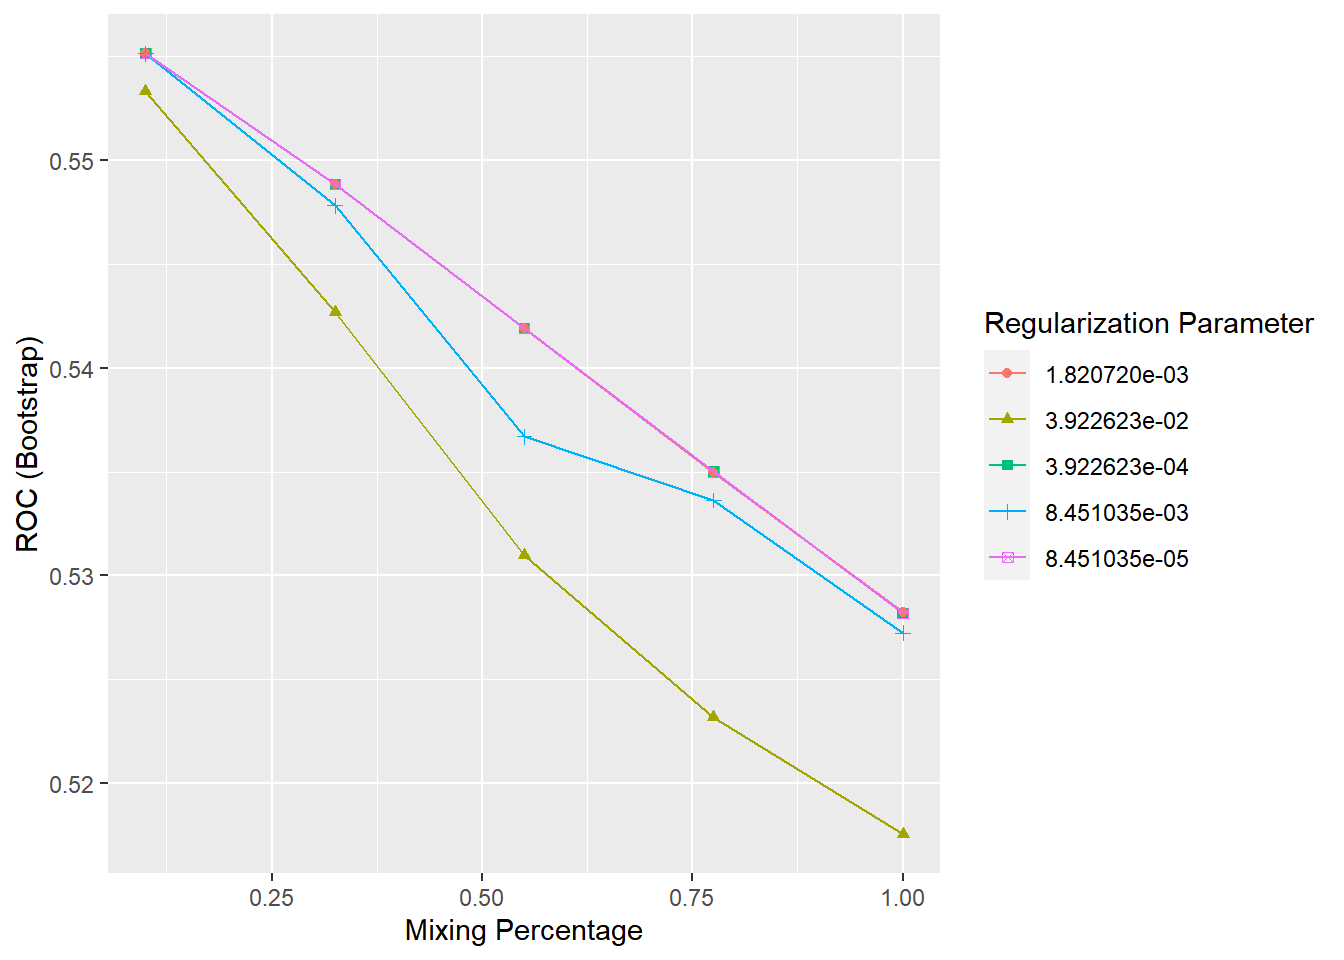 ROC (Bootstrap)
0.55
0.54
0.53
0.52
0.25 0.50 0.75 1.00
Mixing Percentage
Regularization Parameter
1.820720e-03
3.922623e-02
3.922623e-04
8.451035e-03
8.451035e-05